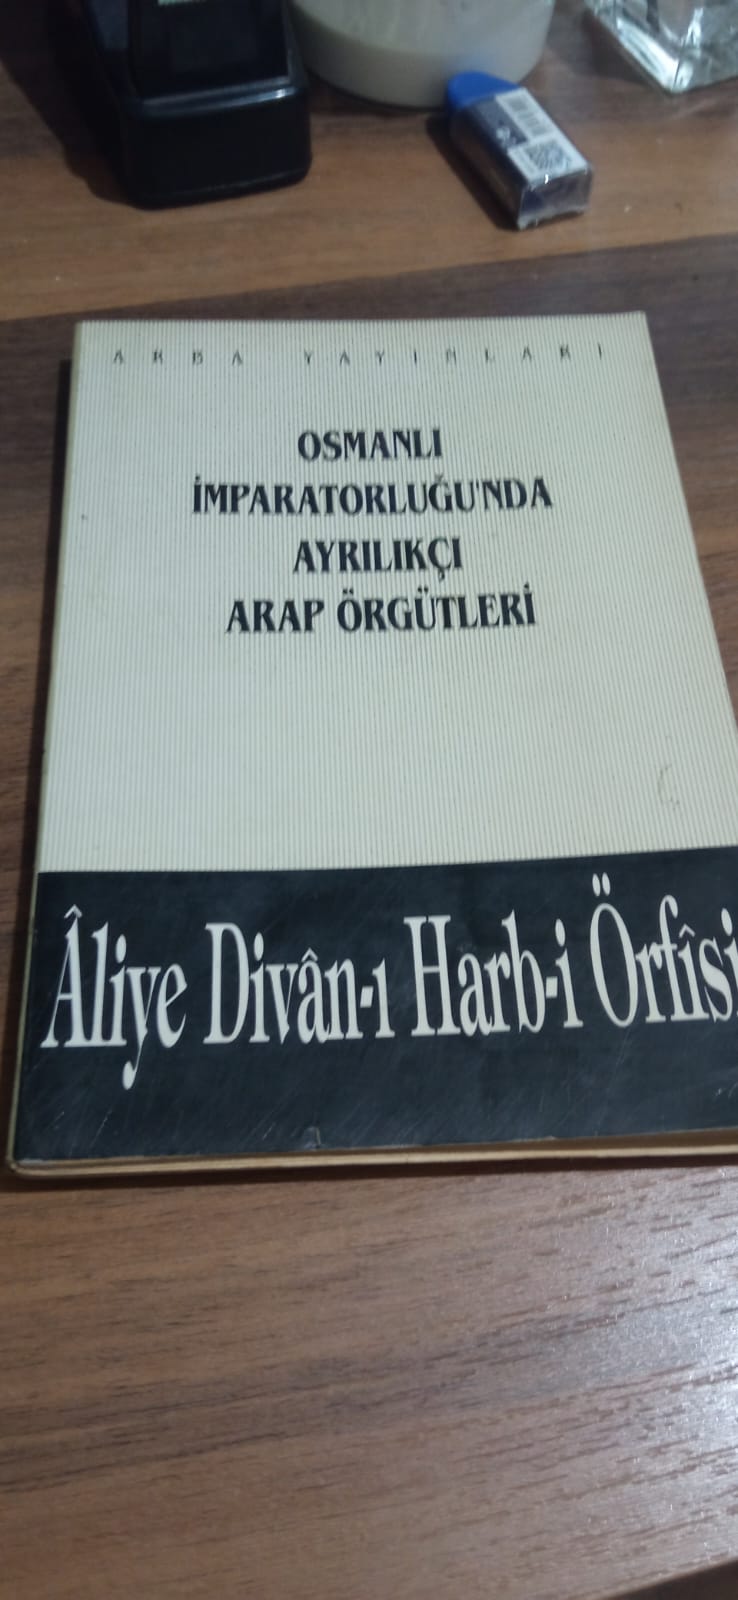 ARBA YAYINLARI
OSMANLI
İMPARATORLUĞU'NDA
AYRILIKÇI
ARAP ÖRGÜTLERİ
Âliye Divân-ı Harb-i Örfîsi